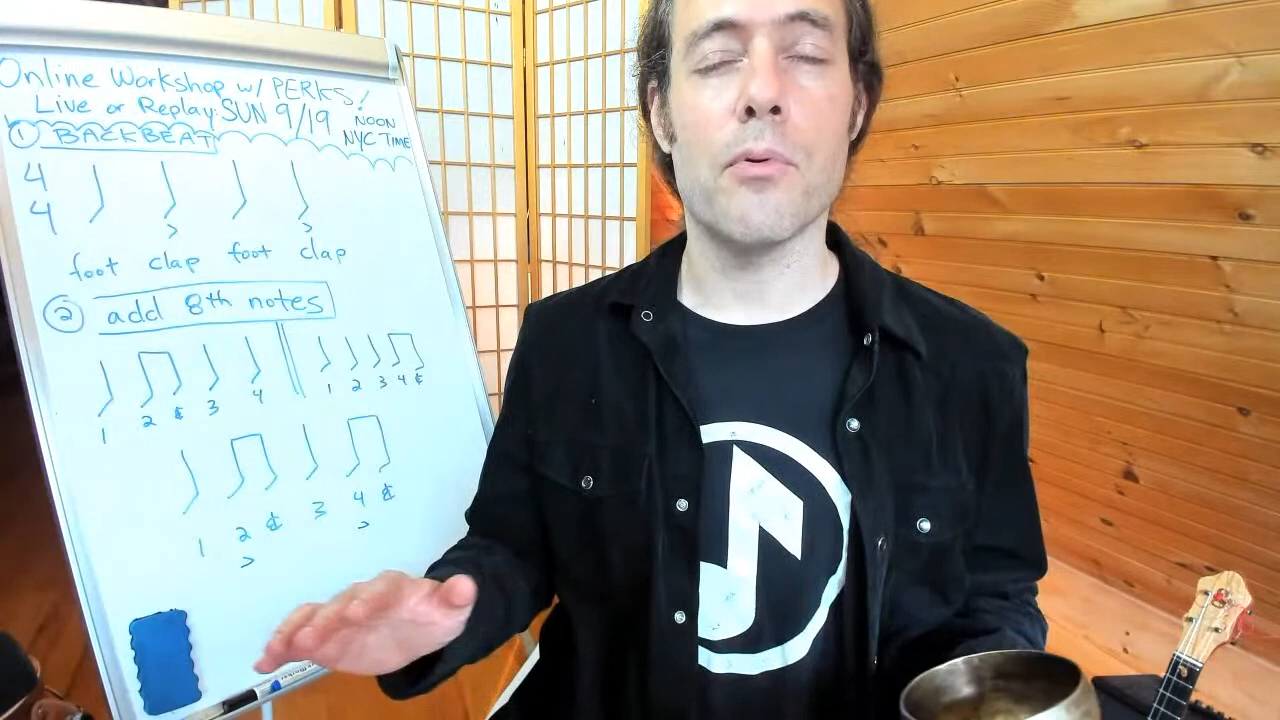 Online Workshop w/ PERKS!
Live or Replay: SUN 9/19 NOON
NYC TIME
① BACKBEAT
4
4
> >
foot clap foot clap
② add 8th notes
1 2 & 3 4 1 2 3 4 &
1 2 & 3 4 &
> >